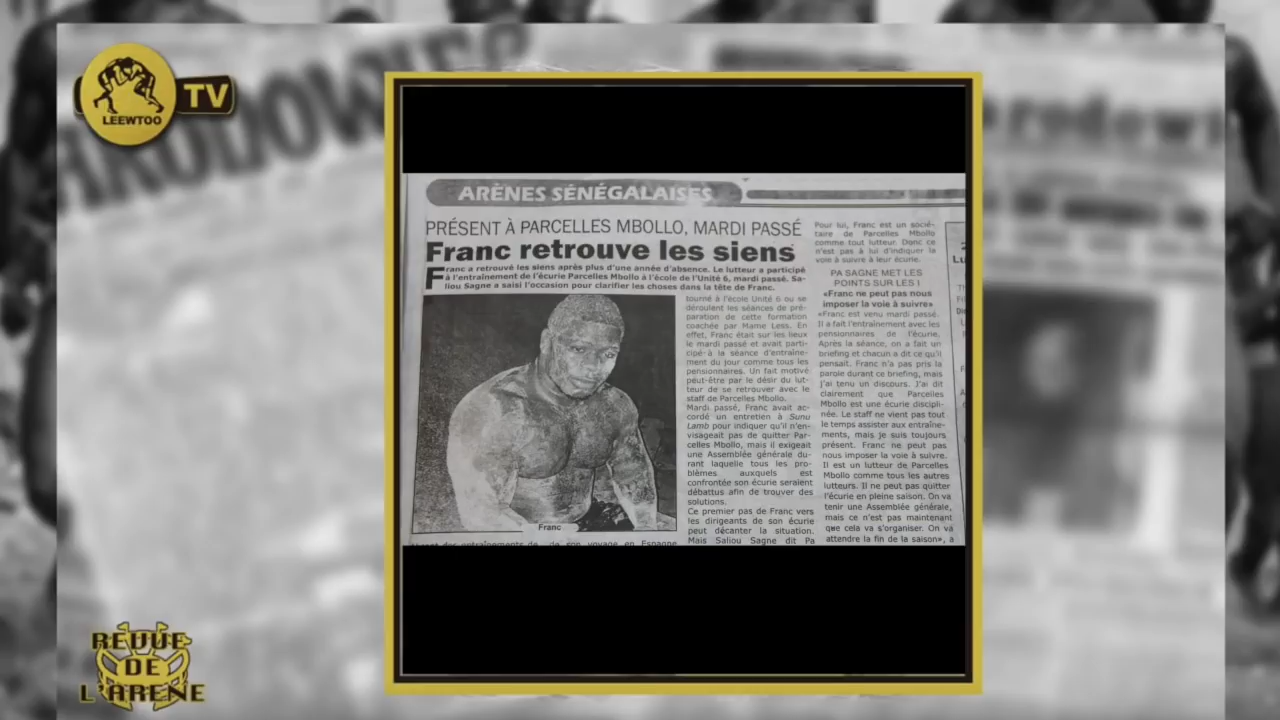 LEEWTOO
TV
ARÈNES SÉNÉGALAISES
PRÉSENT À PARCELLES MBOLLO, MARDI PASSÉ
Franc retrouve les siens
Franc a retrouvé les siens après plus d'une année d'absence. Le lutteur a participé
à l'entraînement de l'écurie Parcelles Mbollo à l'école de l'Unité 6, mardi passé. Sa-
liou Sagne a saisi l'occasion pour clarifier les choses dans la tête de Franc.
Franc
de son voyage en Espagne
tourné à l'école Unité 6 ou se
déroulent les séances de pré-
paration de cette formation
coachée par Mame Less. En
effet, Franc était sur les lieux
le mardi passé et avait parti-
cipé à la séance d'entraîne-
ment du jour comme tous les
pensionnaires. Un fait motivé
peut-être par le désir du lut-
teur de se retrouver avec le
staff de Parcelles Mbollo.
Mardi passé, Franc avait ac-
cordé un entretien à Sunu
Lamb pour indiquer qu'il n'en-
visageait pas de quitter Par-
celles Mbollo, mais il exigeait
une Assemblée générale du-
rant laquelle tous les pro-
blèmes auxquels est
confrontée son écurie seraient
débattus afin de trouver des
solutions.
Ce premier pas de Franc vers
les dirigeants de son écurie
peut décanter la situation.
Mais Saliou Sagne dit Pa
Pour lui, Franc est un socié-
taire de Parcelles Mbollo
comme tout lutteur. Donc ce
n'est pas à lui d'indiquer la
voie à suivre à leur écurie.
PA SAGNE MET LES
POINTS SUR LES I
«Franc ne peut pas nous
imposer la voie à suivre»
«Franc est venu mardi passé.
Il a fait l'entraînement avec les
pensionnaires de l'écurie.
Après la séance, on a fait un
briefing et chacun a dit ce qu'il
pensait. Franc n'a pas pris la
parole durant ce briefing, mais
j'ai tenu un discours. J'ai dit
clairement que Parcelles
Mbollo est une écurie discipli-
née. Le staff ne vient pas tout
le temps assister aux entraîne-
ments, mais je suis toujours
présent. Franc ne peut pas
nous imposer la voie à suivre.
Il est un lutteur de Parcelles
Mbollo comme tous les autres
lutteurs. Il ne peut pas quitter
l'écurie en pleine saison. On va
tenir une Assemblée générale,
mais ce n'est pas maintenant
que cela va s'organiser. On va
attendre la fin de la saison», a
REVUE
DE
L'ARENE